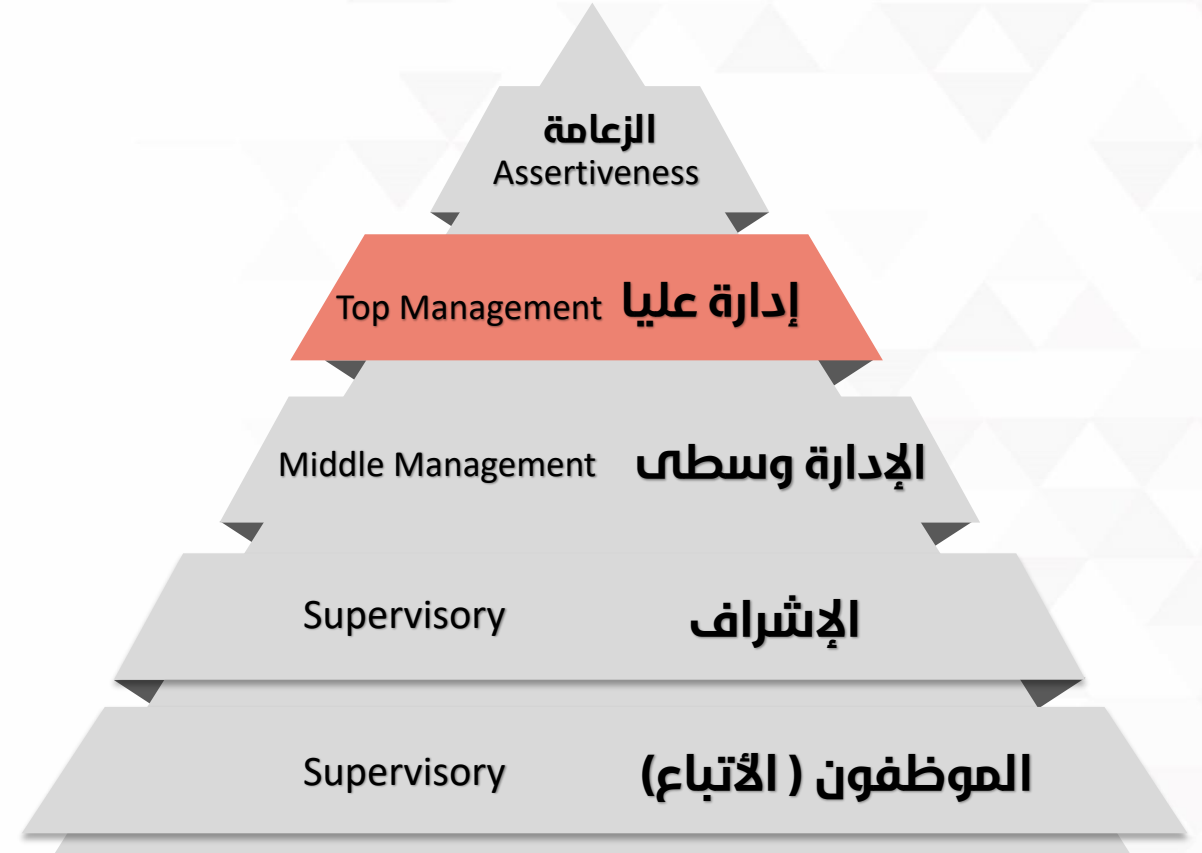 الزعامة
Assertiveness
Top Management إدارة عليا
Middle Management الإدارة وسطى
Supervisory الإشراف
Supervisory الموظفون ( الأتباع)